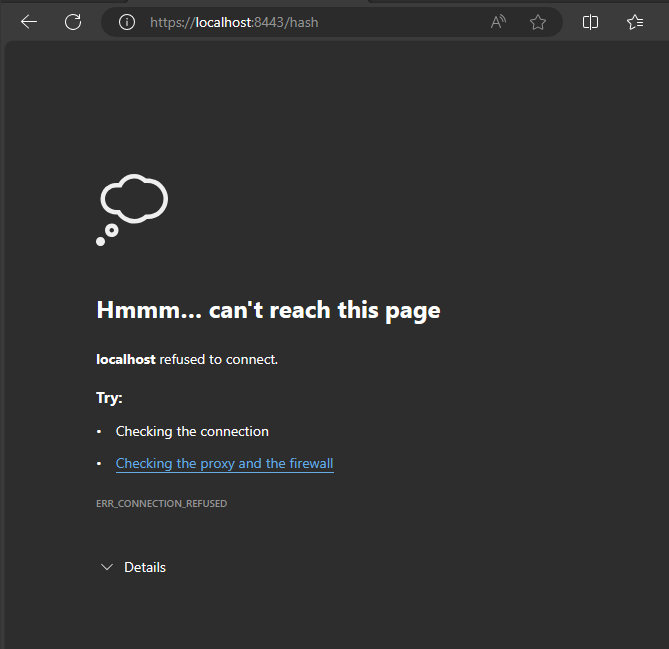 https://localhost:8443/hash
Hmmm... can't reach this page
localhost refused to connect.
Try:
• Checking the connection
• Checking the proxy and the firewall
ERR_CONNECTION_REFUSED
Details